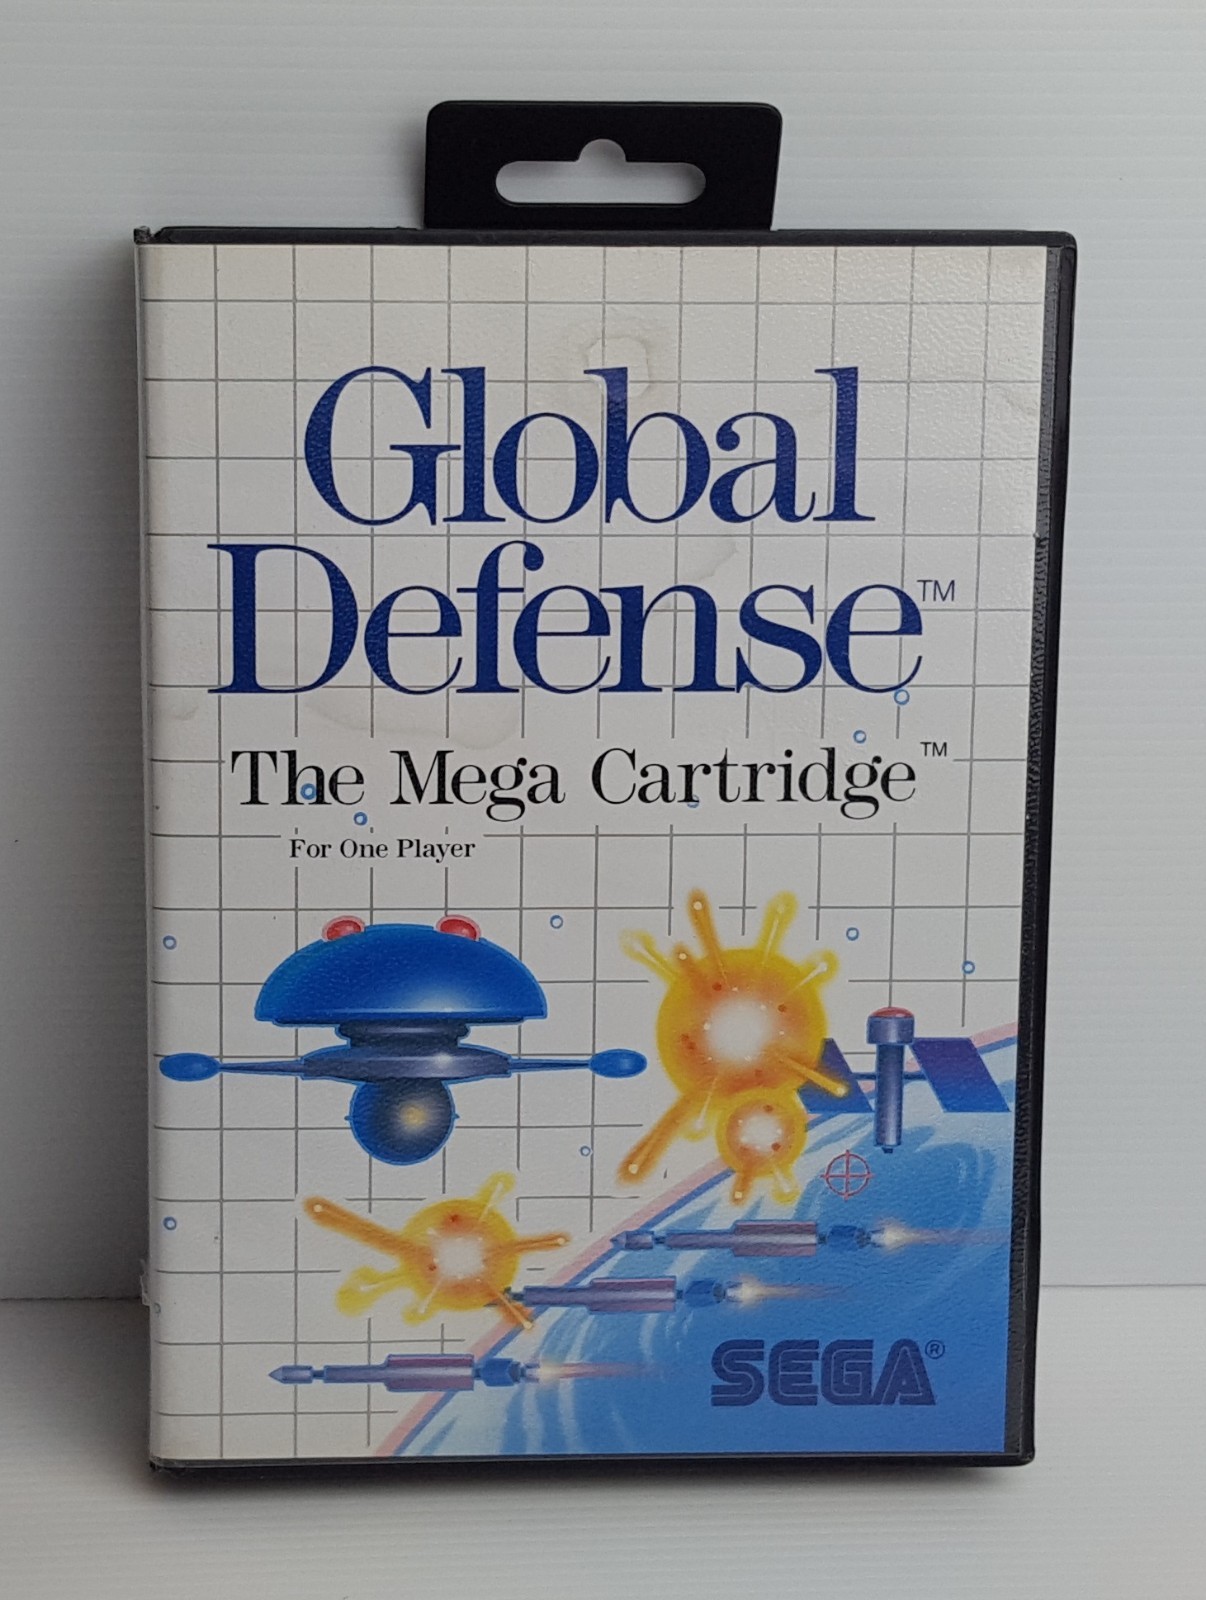 Global
Defense™
The Mega Cartridge™
For One Player
SEGA®